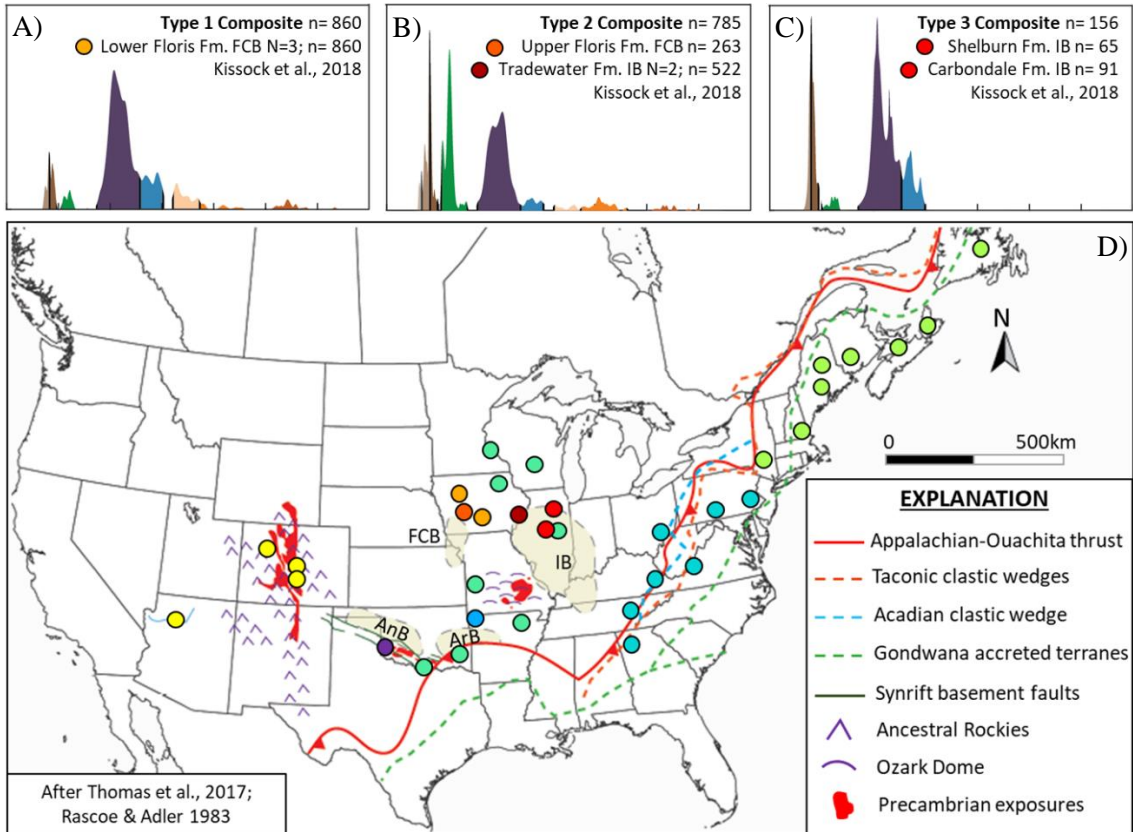 A)
Type 1 Composite n= 860
Lower Floris Fm. FCB N=3; n= 860
Kissock et al., 2018
B)
Type 2 Composite n= 785
Upper Floris Fm. FCB n= 263
Tradewater Fm. IB N=2; n= 522
Kissock et al., 2018
C)
Type 3 Composite n= 156
Shelburn Fm. IB n= 65
Carbondale Fm. IB n= 91
Kissock et al., 2018
D)
N
0 500km
FCB
IB
AnB
ArB
EXPLANATION
Appalachian-Ouachita thrust
Taconic clastic wedges
Acadian clastic wedge
Gondwana accreted terranes
Synrift basement faults
Ancestral Rockies
Ozark Dome
Precambrian exposures
After Thomas et al., 2017;
Rascoe & Adler 1983